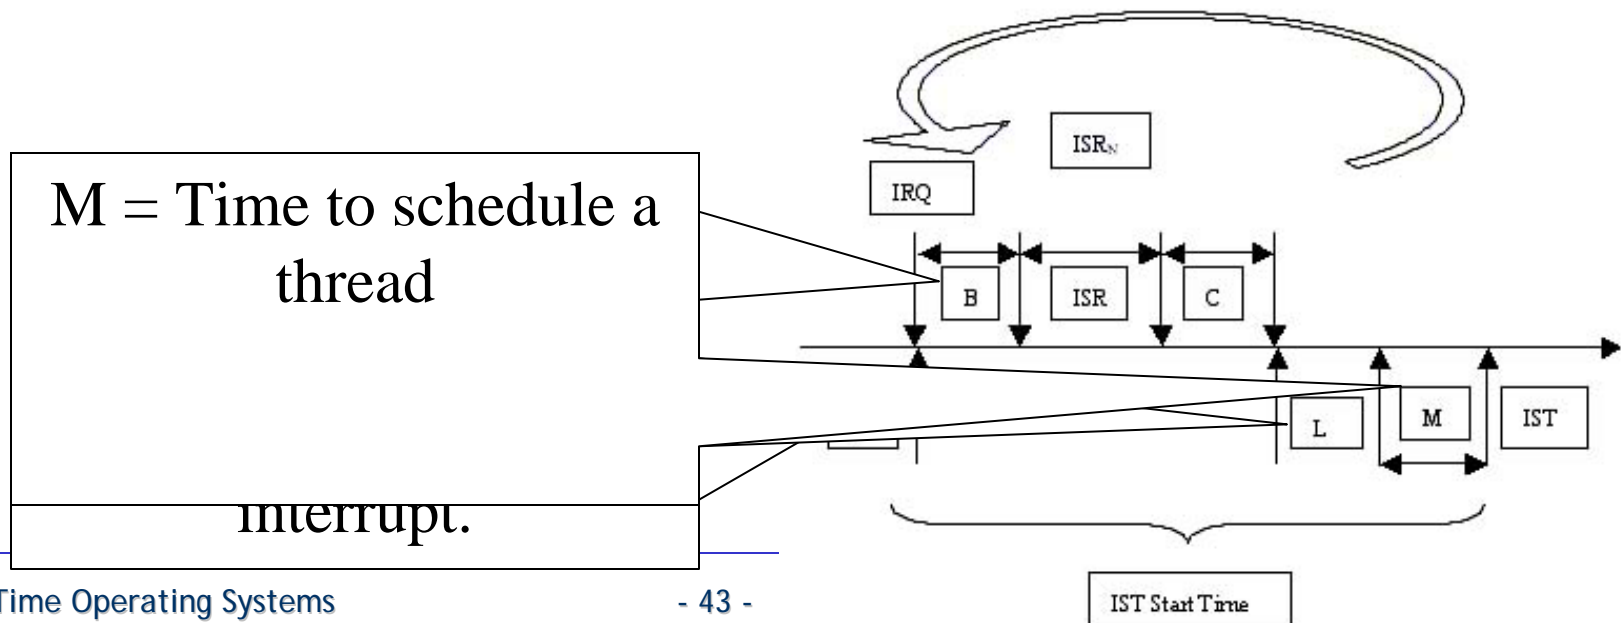 M = Time to schedule a
thread
interrupt.
ISRN
IRQ
B
ISR
C
L
M
IST
IST Start Time
Time Operating Systems
- 43 -